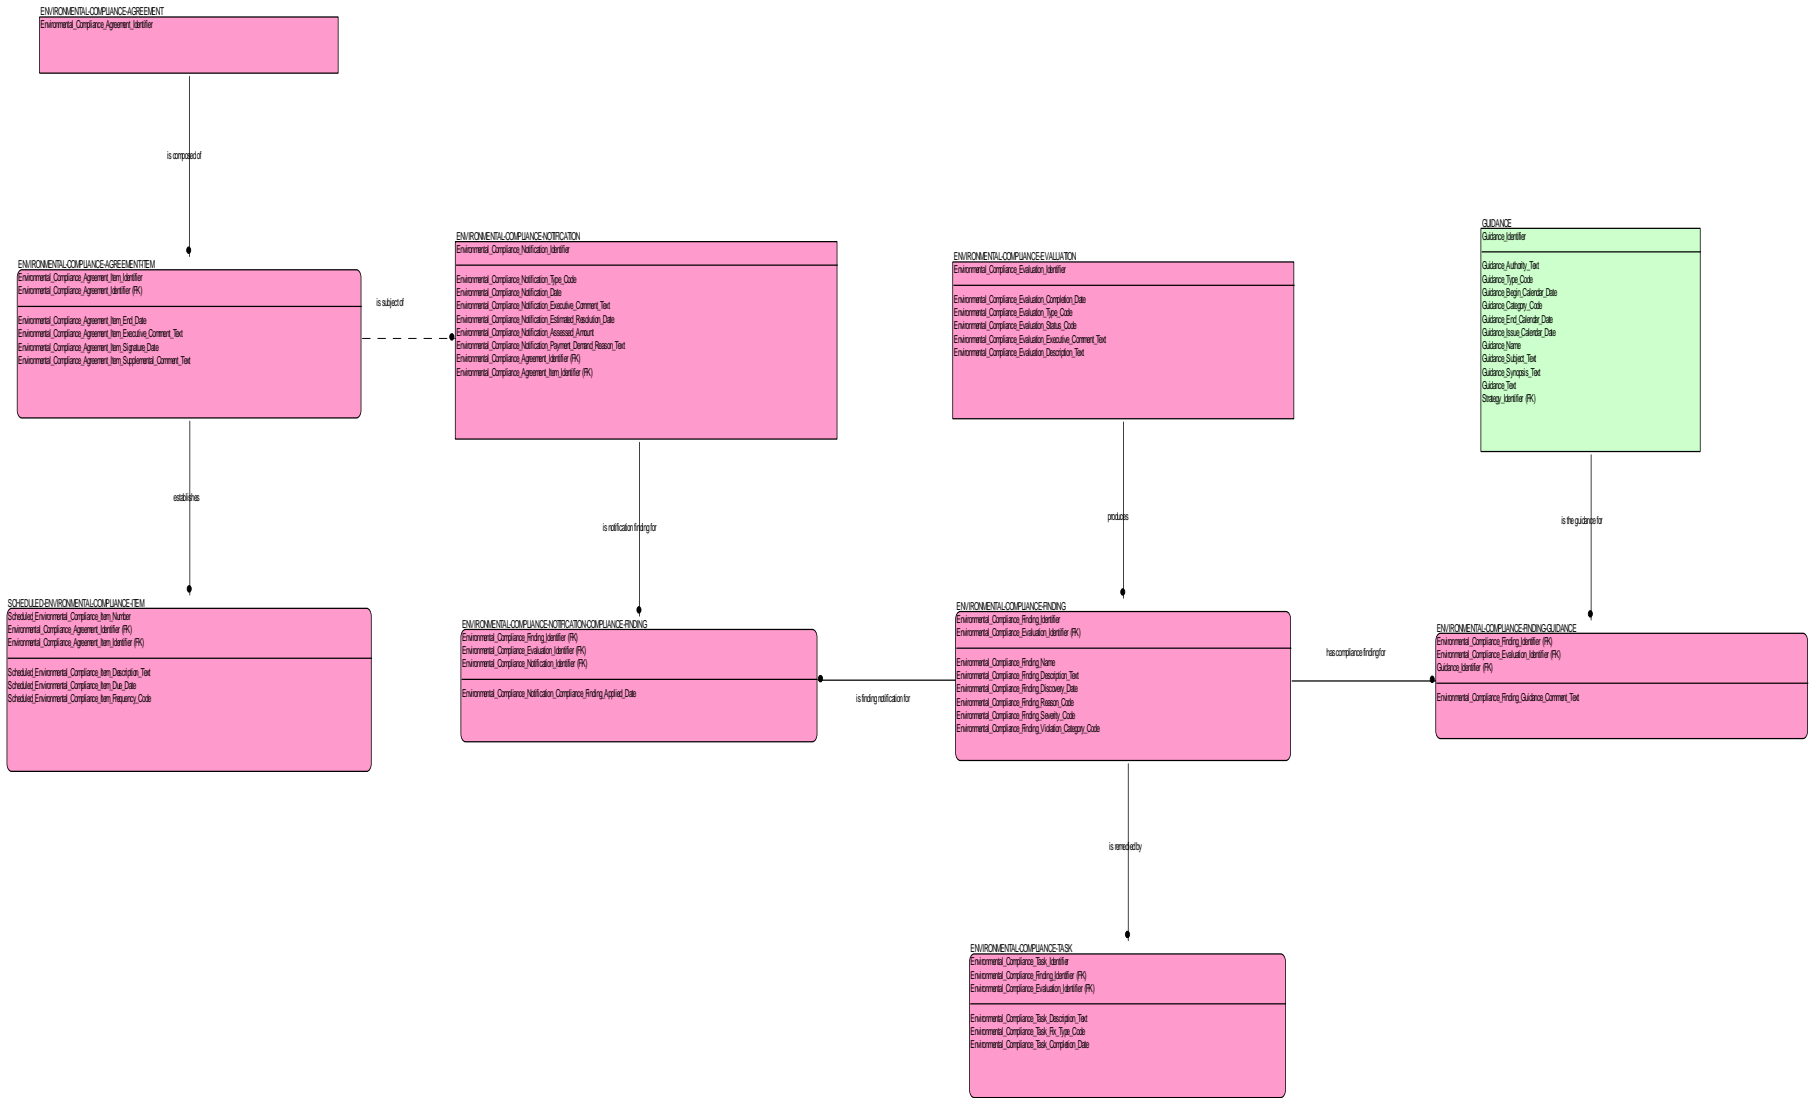 ENVIRONMENTAL-COMPLIANCE-AGREEMENT
Environmental_Compliance_Agreement_Identifier
is composed of
ENVIRONMENTAL-COMPLIANCE-AGREEMENT-ITEM
Environmental_Compliance_Agreement_Item_Identifier
Environmental_Compliance_Agreement_Identifier (FK)
Environmental_Compliance_Agreement_Item_End_Date
Environmental_Compliance_Agreement_Item_Executive_Comment_Text
Environmental_Compliance_Agreement_Item_Signature_Date
Environmental_Compliance_Agreement_Item_Supplemental_Comment_Text
is subject of
ENVIRONMENTAL-COMPLIANCE-NOTIFICATION
Environmental_Compliance_Notification_Identifier
Environmental_Compliance_Notification_Type_Code
Environmental_Compliance_Notification_Date
Environmental_Compliance_Notification_Executive_Comment_Text
Environmental_Compliance_Notification_Estimated_Resolution_Date
Environmental_Compliance_Notification_Assessed_Amount
Environmental_Compliance_Notification_Payment_Demand_Reason_Text
Environmental_Compliance_Agreement_Identifier (FK)
Environmental_Compliance_Agreement_Item_Identifier (FK)
ENVIRONMENTAL-COMPLIANCE-EVALUATION
Environmental_Compliance_Evaluation_Identifier
Environmental_Compliance_Evaluation_Completion_Date
Environmental_Compliance_Evaluation_Type_Code
Environmental_Compliance_Evaluation_Status_Code
Environmental_Compliance_Evaluation_Executive_Comment_Text
Environmental_Compliance_Evaluation_Description_Text
GUIDANCE
Guidance_Identifier
Guidance_Authority_Text
Guidance_Type_Code
Guidance_Begin_Calendar_Date
Guidance_Category_Code
Guidance_End_Calendar_Date
Guidance_Issue_Calendar_Date
Guidance_Name
Guidance_Subject_Text
Guidance_Synopsis_Text
Guidance_Text
Strategy_Identifier (FK)
establishes
is notification finding for
produces
is the guidance for
SCHEDULED-ENVIRONMENTAL-COMPLIANCE-ITEM
Scheduled_Environmental_Compliance_Item_Number
Environmental_Compliance_Agreement_Identifier (FK)
Environmental_Compliance_Agreement_Item_Identifier (FK)
Scheduled_Environmental_Compliance_Item_Description_Text
Scheduled_Environmental_Compliance_Item_Due_Date
Scheduled_Environmental_Compliance_Item_Frequency_Code
ENVIRONMENTAL-COMPLIANCE-NOTIFICATION-COMPLIANCE-FINDING
Environmental_Compliance_Finding_Identifier (FK)
Environmental_Compliance_Evaluation_Identifier (FK)
Environmental_Compliance_Notification_Identifier (FK)
Environmental_Compliance_Notification_Compliance_Finding_Applied_Date
is finding notification for
ENVIRONMENTAL-COMPLIANCE-FINDING
Environmental_Compliance_Finding_Identifier
Environmental_Compliance_Evaluation_Identifier (FK)
Environmental_Compliance_Finding_Name
Environmental_Compliance_Finding_Description_Text
Environmental_Compliance_Finding_Discovery_Date
Environmental_Compliance_Finding_Reason_Code
Environmental_Compliance_Finding_Severity_Code
Environmental_Compliance_Finding_Violation_Category_Code
has compliance finding for
ENVIRONMENTAL-COMPLIANCE-FINDING-GUIDANCE
Environmental_Compliance_Finding_Identifier (FK)
Environmental_Compliance_Evaluation_Identifier (FK)
Guidance_Identifier (FK)
Environmental_Compliance_Finding_Guidance_Comment_Text
is remedied by
ENVIRONMENTAL-COMPLIANCE-TASK
Environmental_Compliance_Task_Identifier
Environmental_Compliance_Finding_Identifier (FK)
Environmental_Compliance_Evaluation_Identifier (FK)
Environmental_Compliance_Task_Description_Text
Environmental_Compliance_Task_Fix_Type_Code
Environmental_Compliance_Task_Completion_Date